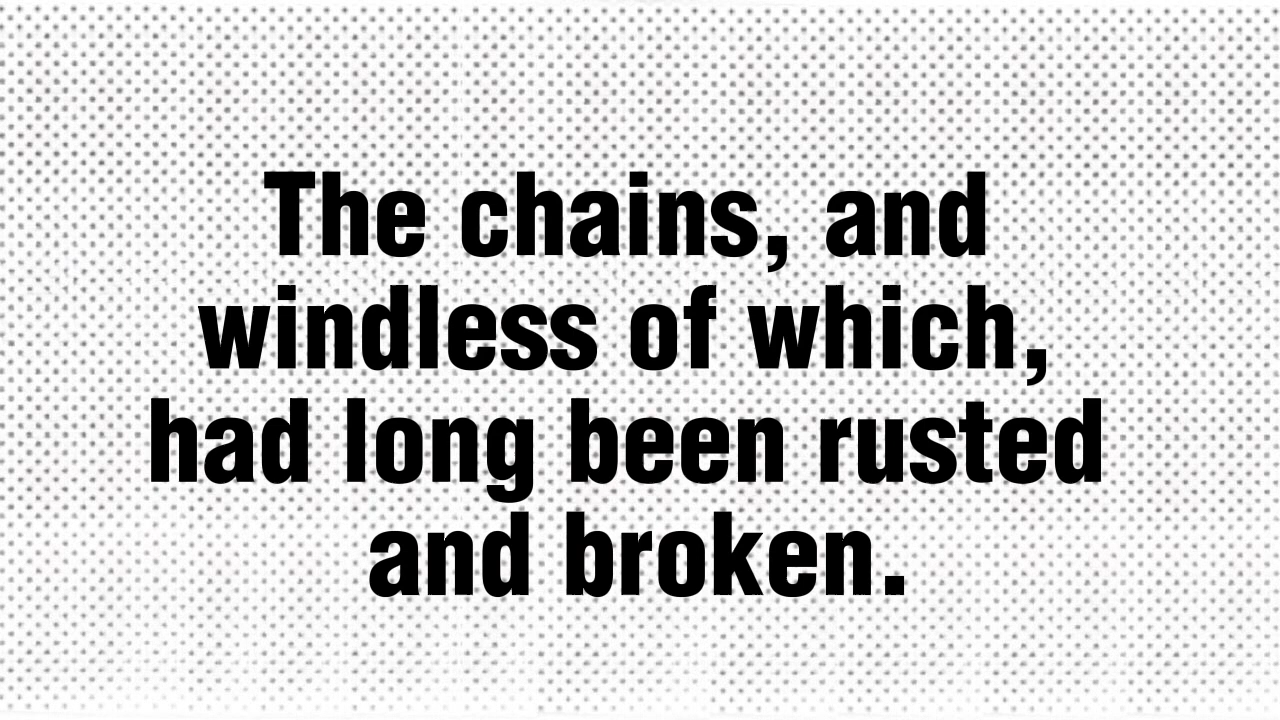 The chains, and
windless of which,
had long been rusted
and broken.